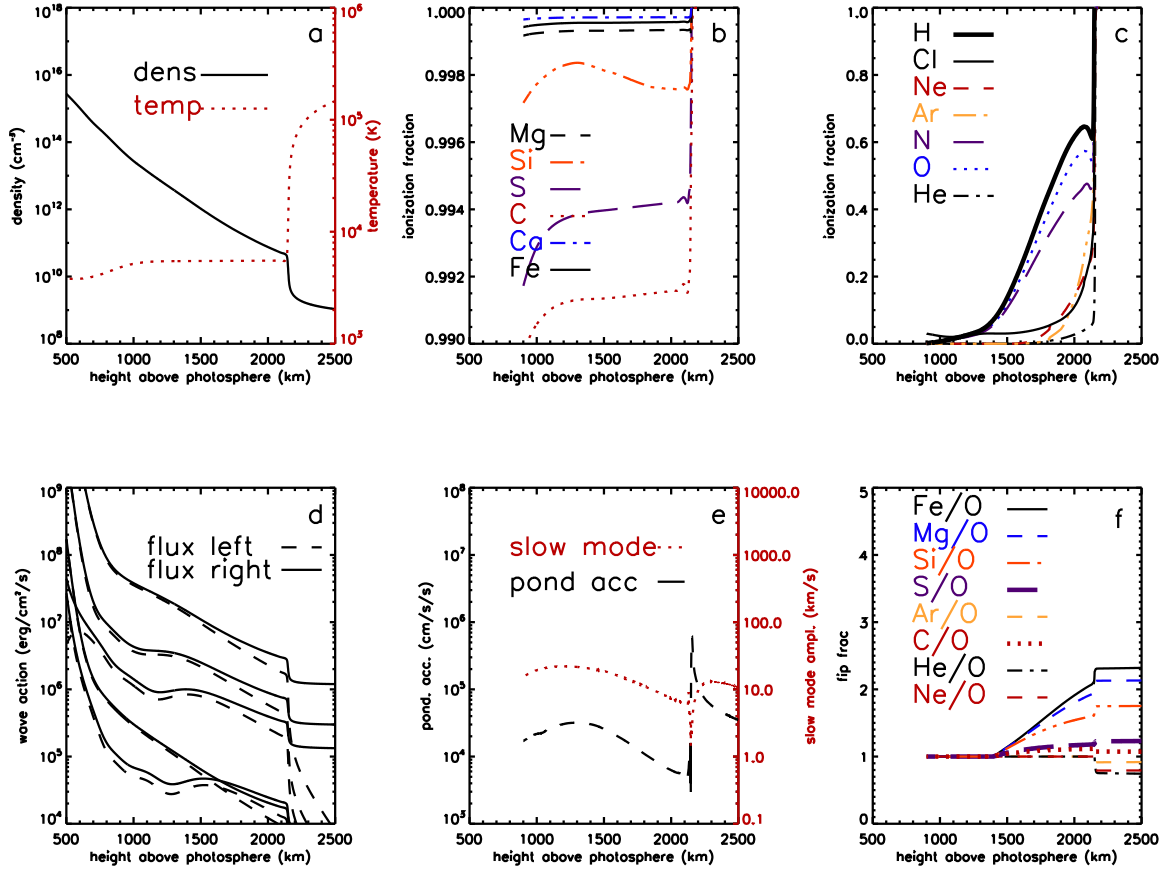 a
10^18
10^16
10^14
10^12
10^10
10^8
density (cm^-3)
dens
temp
10^6
10^5
10^4
10^3
temperature (K)
500 1000 1500 2000 2500
height above photosphere (km)
b
1.000
0.998
0.996
0.994
0.992
0.990
ionization fraction
Mg
Si
S
C
Ca
Fe
500 1000 1500 2000 2500
height above photosphere (km)
c
1.0
0.8
0.6
0.4
0.2
0.0
ionization fraction
H
Cl
Ne
Ar
N
O
He
500 1000 1500 2000 2500
height above photosphere (km)
d
10^9
10^8
10^7
10^6
10^5
10^4
wave action (erg/cm^2/s)
flux left
flux right
500 1000 1500 2000 2500
height above photosphere (km)
e
10^8
10^7
10^6
10^5
10^4
10^3
pond. acc. (cm/s/s)
slow mode
pond acc
10000.0
1000.0
100.0
10.0
1.0
0.1
slow mode ampl. (km/s)
500 1000 1500 2000 2500
height above photosphere (km)
f
5
4
3
2
1
0
fip frac
Fe/O
Mg/O
Si/O
S/O
Ar/O
C/O
He/O
Ne/O
500 1000 1500 2000 2500
height above photosphere (km)